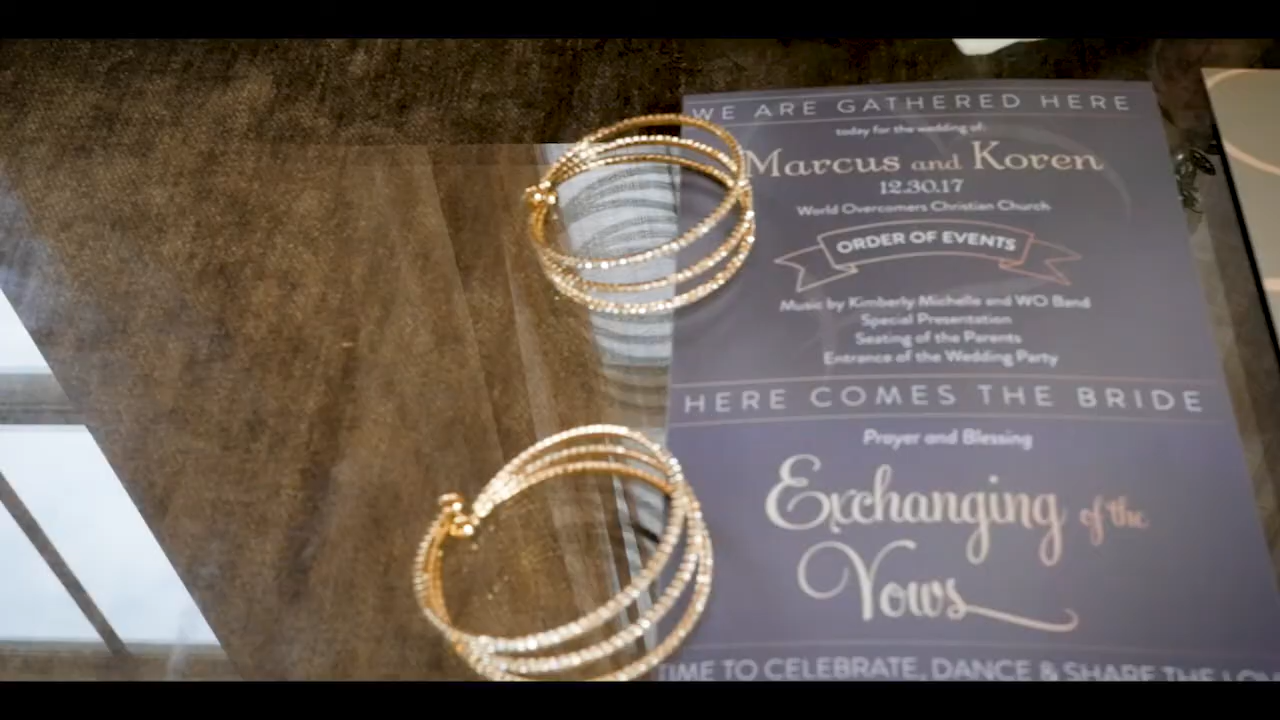 WE ARE GATHERED HERE
today for the wedding of:
Marcus and Koren
12.30.17
World Overcomers Christian Church
ORDER OF EVENTS
Music by Kimberly Michelle and WO Band
Special Presentation
Seating of the Parents
Entrance of the Wedding Party
HERE COMES THE BRIDE
Prayer and Blessing
Exchanging of the
Vows
TIME TO CELEBRATE, DANCE & SHARE THE